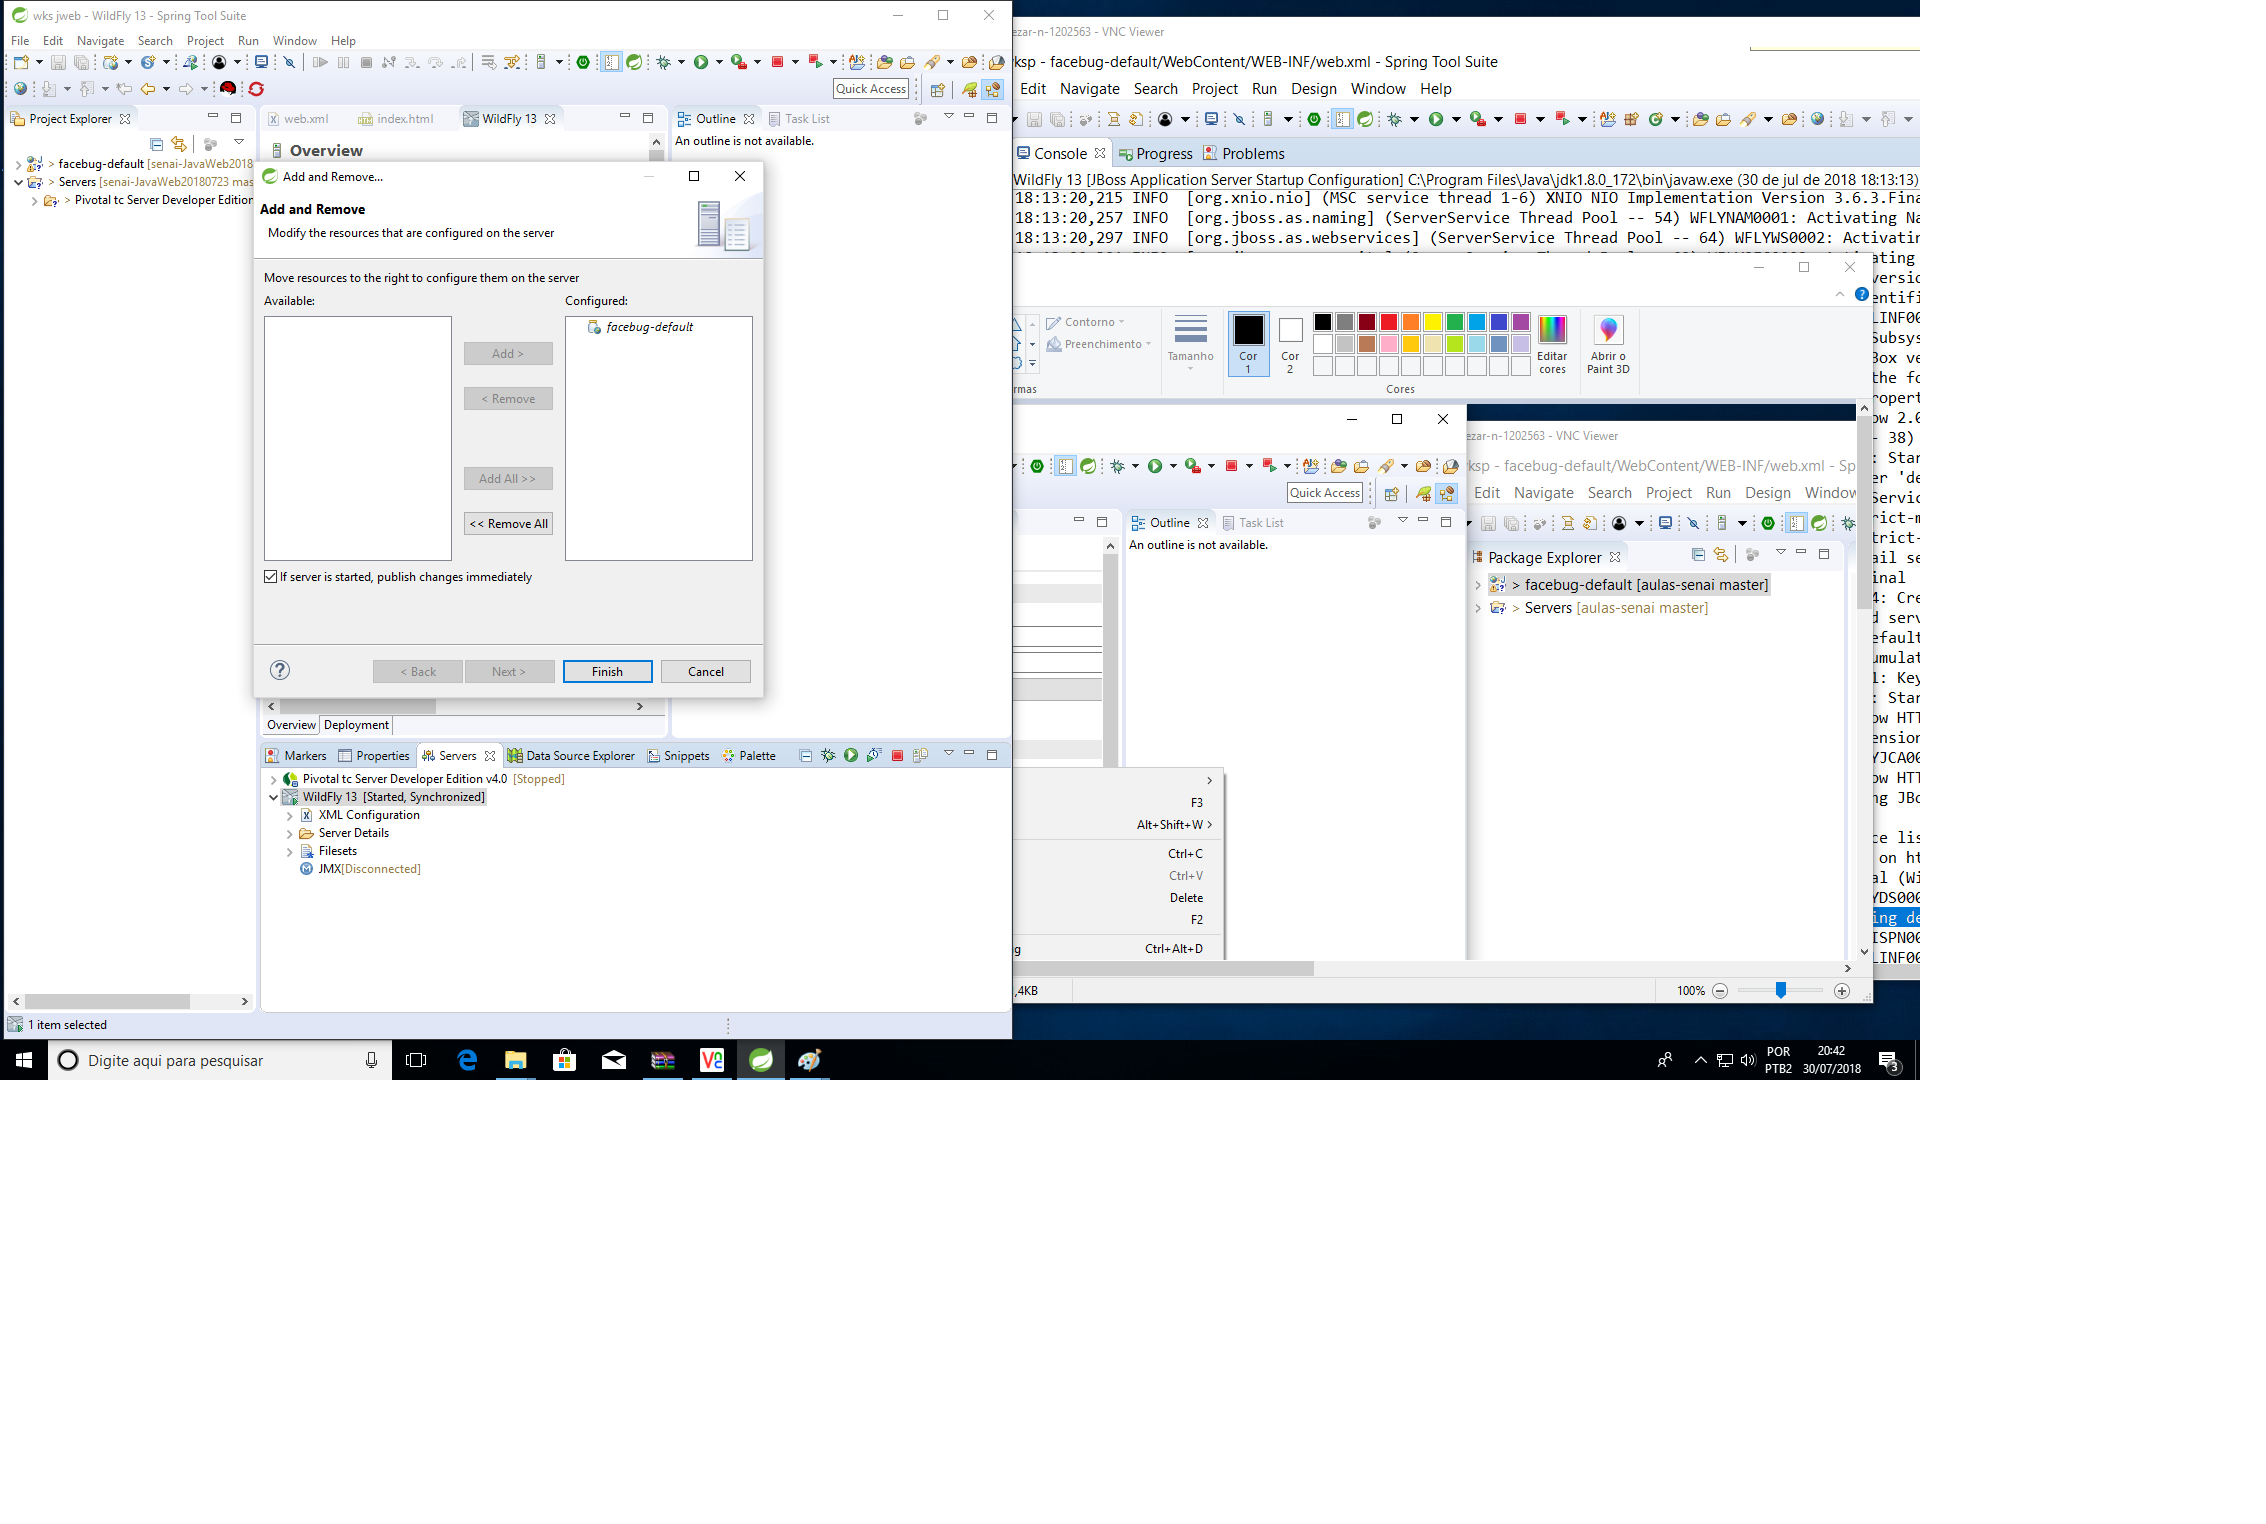 wks jweb - WildFly 13 - Spring Tool Suite
File Edit Navigate Search Project Run Window Help
Quick Access
Project Explorer
> facebug-default [senai-JavaWeb2018
> Servers [senai-JavaWeb20180723 mas
> Pivotal tc Server Developer Edition
web.xml index.html WildFly 13
Overview
Outline Task List
An outline is not available.
Add and Remove...
Add and Remove
Modify the resources that are configured on the server
Move resources to the right to configure them on the server
Available:
Configured:
facebug-default
Add >
< Remove
Add All >>
<< Remove All
If server is started, publish changes immediately
< Back Next > Finish Cancel
Overview Deployment
Markers Properties Servers Data Source Explorer Snippets Palette
Pivotal tc Server Developer Edition v4.0 [Stopped]
WildFly 13 [Started, Synchronized]
XML Configuration
Server Details
Filesets
JMX[Disconnected]
1 item selected
ezar-n-1202563 - VNC Viewer
ksp - facebug-default/WebContent/WEB-INF/web.xml - Spring Tool Suite
Edit Navigate Search Project Run Design Window Help
Console Progress Problems
WildFly 13 [JBoss Application Server Startup Configuration] C:\Program Files\Java\jdk1.8.0_172\bin\javaw.exe (30 de jul de 2018 18:13:13)
18:13:20,215 INFO [org.xnio.nio] (MSC service thread 1-6) XNIO NIO Implementation Version 3.6.3.Fina
18:13:20,257 INFO [org.jboss.as.naming] (ServerService Thread Pool -- 54) WFLYNAM0001: Activating Na
18:13:20,297 INFO [org.jboss.as.webservices] (ServerService Thread Pool -- 64) WFLYWS0002: Activatin
ating
versic
entifi
LINF00
Subsys
Box ve
the fo
ropert
ow 2.0
- 38)
: Star
er 'de
Servic
rict-m
trict-
ail se
inal
4: Cre
d serv
efault
umulat
1: Key
: Star
ow HTT
ension
YJCA00
ow HTT
ng JBo
ce lis
on ht
al (Wi
YDS000
ing de
ISPN00
LINF00
Contorno
Preenchimento
rmas
Tamanho
Cor 1
Cor 2
Editar cores
Abrir o Paint 3D
Cores
Quick Access
Outline Task List
An outline is not available.
F3
Alt+Shift+W
Ctrl+C
Ctrl+V
Delete
F2
g Ctrl+Alt+D
ezar-n-1202563 - VNC Viewer
ksp - facebug-default/WebContent/WEB-INF/web.xml - Sp
Edit Navigate Search Project Run Design Window
Package Explorer
> facebug-default [aulas-senai master]
> Servers [aulas-senai master]
,4KB
100%
Digite aqui para pesquisar
POR
PTB2
20:42
30/07/2018
3